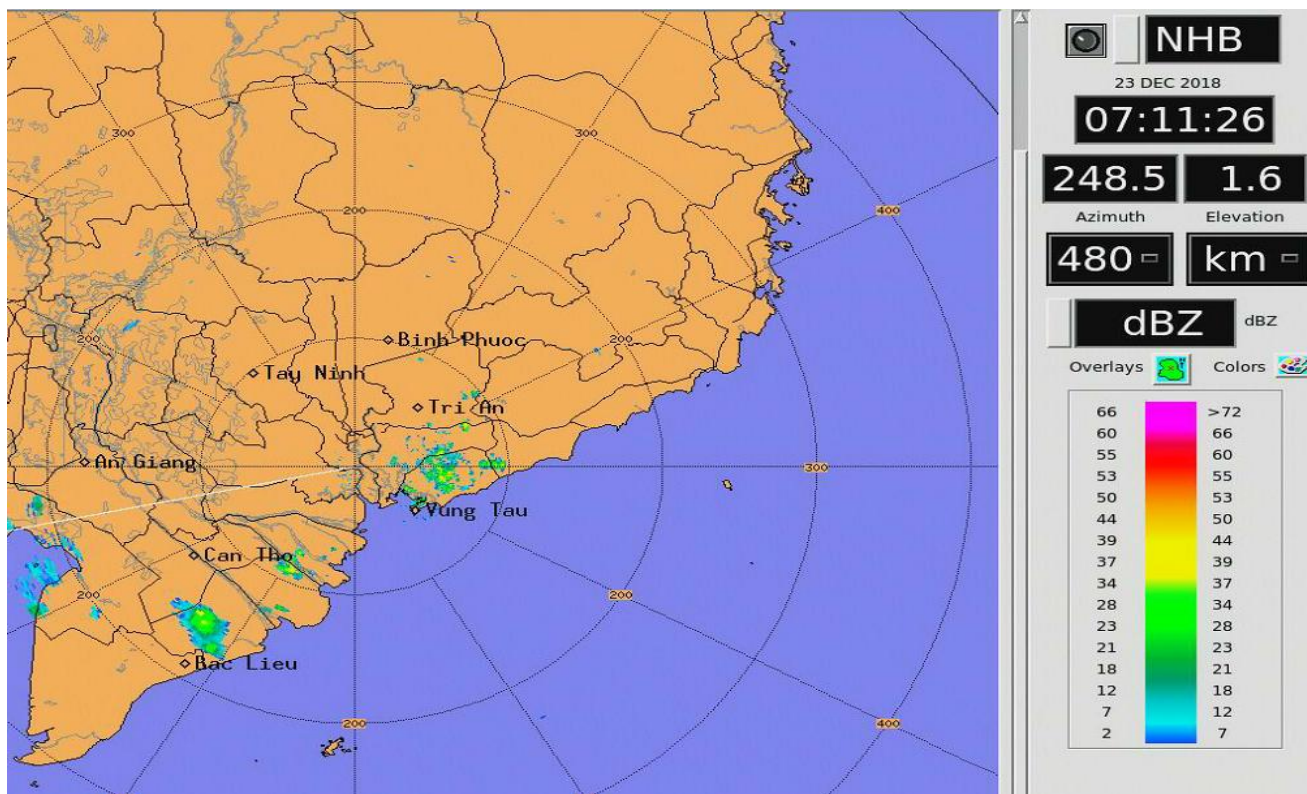 300
300
200
400
Binh Phuoc
200
200
Tay Ninh
Tri An
An Giang
300
Vung Tau
Can Tho
200
200
Bac Lieu
200
400
NHB
23 DEC 2018
07:11:26
248.5 1.6
Azimuth Elevation
480 km
dBZ dBZ
Overlays Colors
66 >72
60 66
55 60
53 55
50 53
44 50
39 44
37 39
34 37
28 34
23 28
21 23
18 21
12 18
7 12
2 7